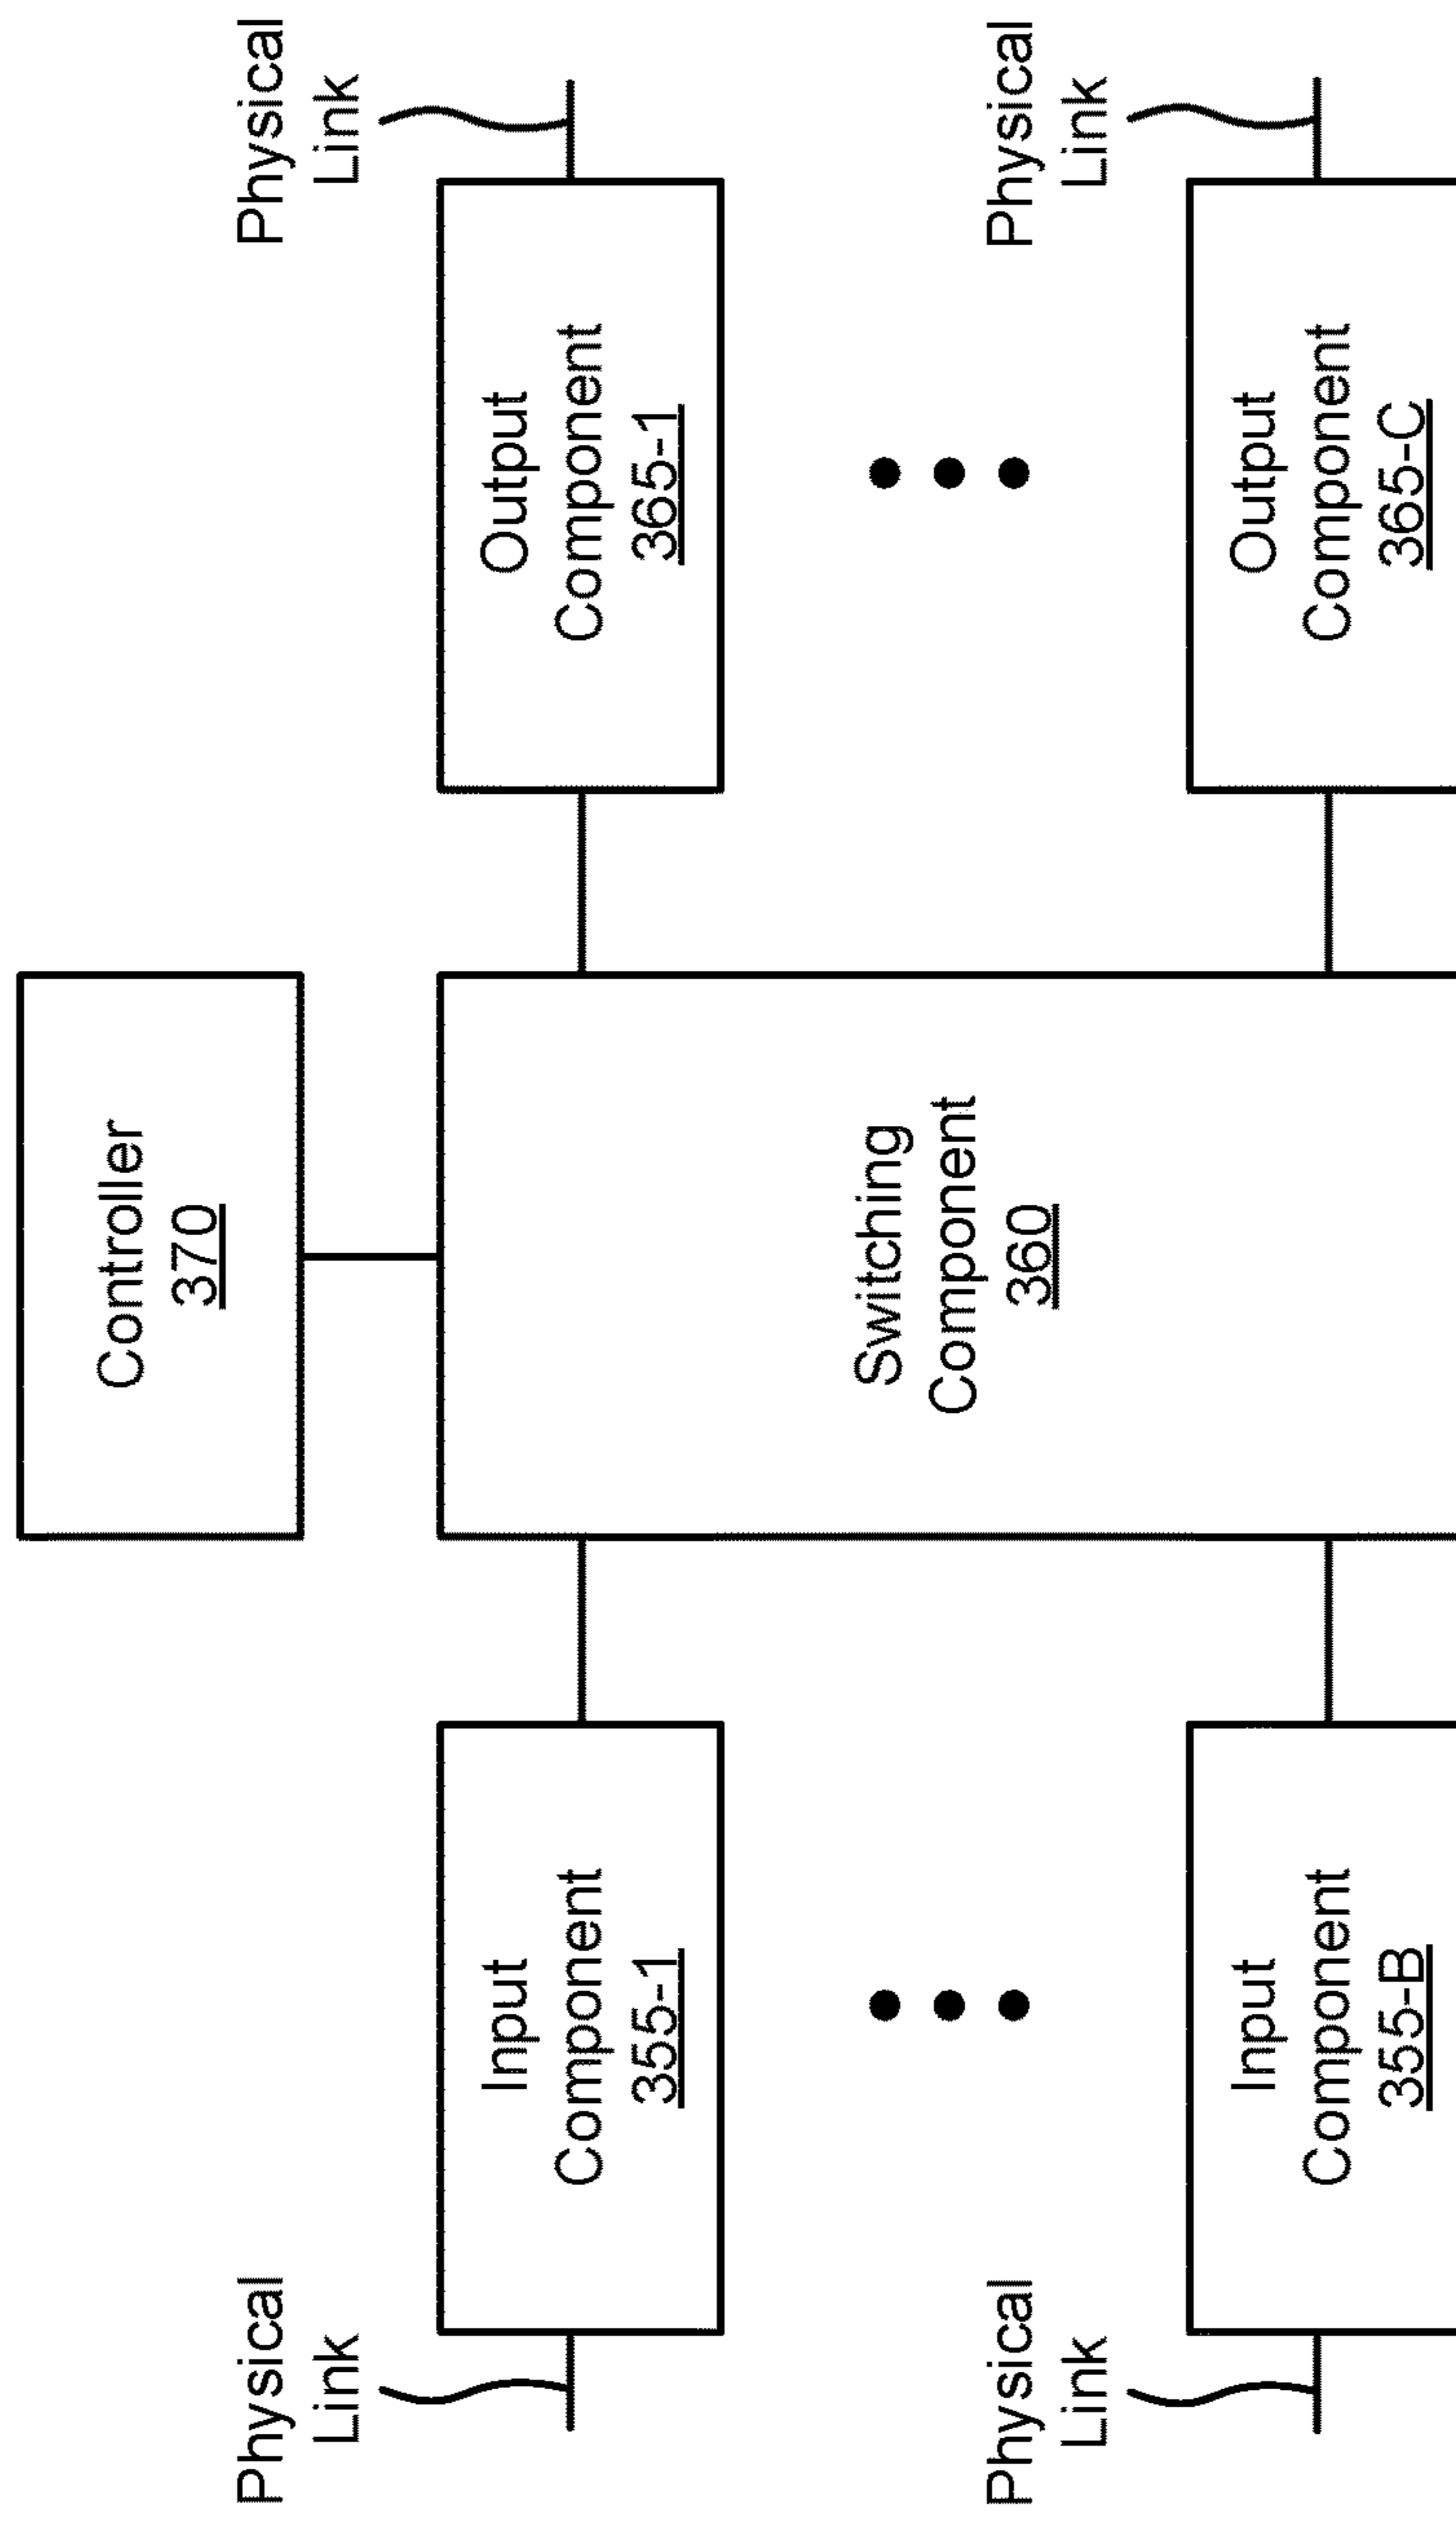 Controller
370
Physical
Link
Input
Component
355-1
Switching
Component
360
Output
Component
365-1
Physical
Link
Physical
Link
Input
Component
355-B
Output
Component
365-C
Physical
Link